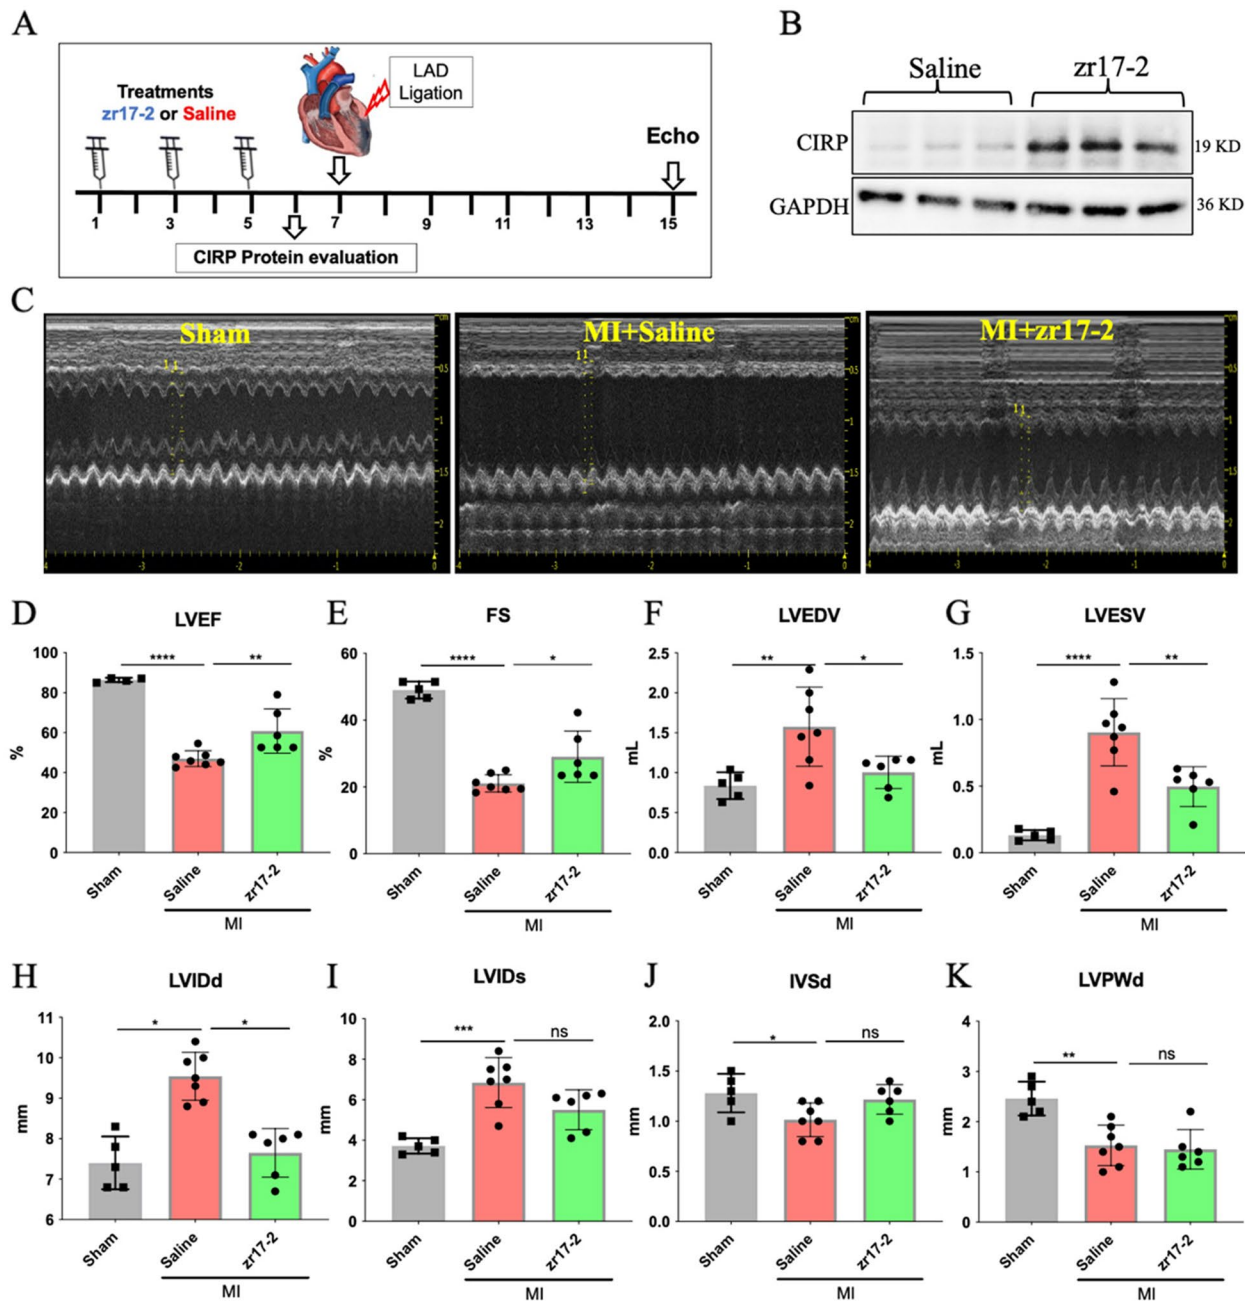 A
Treatments
zr17-2 or Saline
LAD
Ligation
Echo
1 3 5 7 9 11 13 15
CIRP Protein evaluation
B
Saline zr17-2
CIRP 19 KD
GAPDH 36 KD
C
Sham
MI+Saline
MI+zr17-2
D
LVEF
**** **
100
80
60
40
20
0
%
Sham Saline zr17-2
MI
E
FS
**** *
60
40
20
0
%
Sham Saline zr17-2
MI
F
LVEDV
** *
2.5
2.0
1.5
1.0
0.5
0.0
mL
Sham Saline zr17-2
MI
G
LVESV
**** **
1.5
1.0
0.5
0.0
mL
Sham Saline zr17-2
MI
H
LVIDd
* *
11
10
9
8
7
6
mm
Sham Saline zr17-2
MI
I
LVIDs
*** ns
10
8
6
4
2
0
mm
Sham Saline zr17-2
MI
J
IVSd
* ns
2.0
1.5
1.0
0.5
0.0
mm
Sham Saline zr17-2
MI
K
LVPWd
** ns
4
3
2
1
0
mm
Sham Saline zr17-2
MI